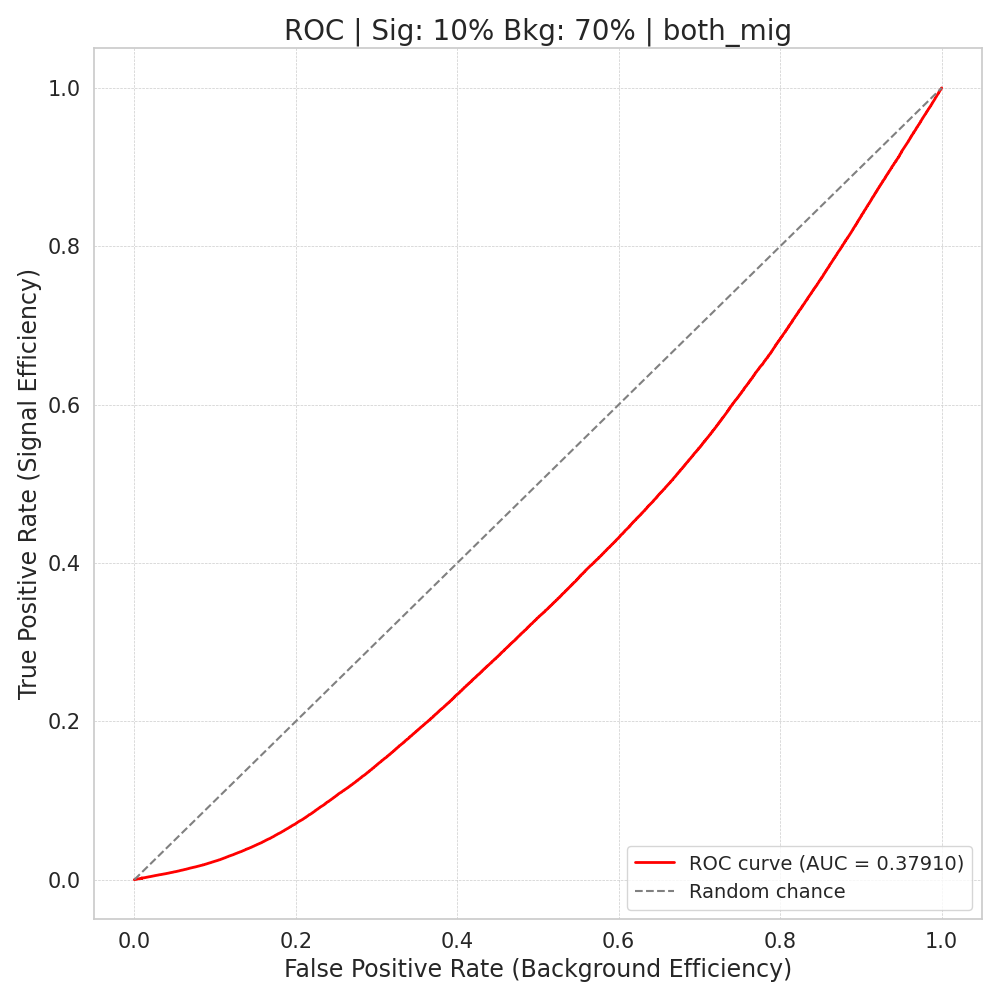 ROC | Sig: 10% Bkg: 70% | both_mig
True Positive Rate (Signal Efficiency)
1.0
0.8
0.6
0.4
0.2
0.0
0.0 0.2 0.4 0.6 0.8 1.0
False Positive Rate (Background Efficiency)
ROC curve (AUC = 0.37910)
Random chance